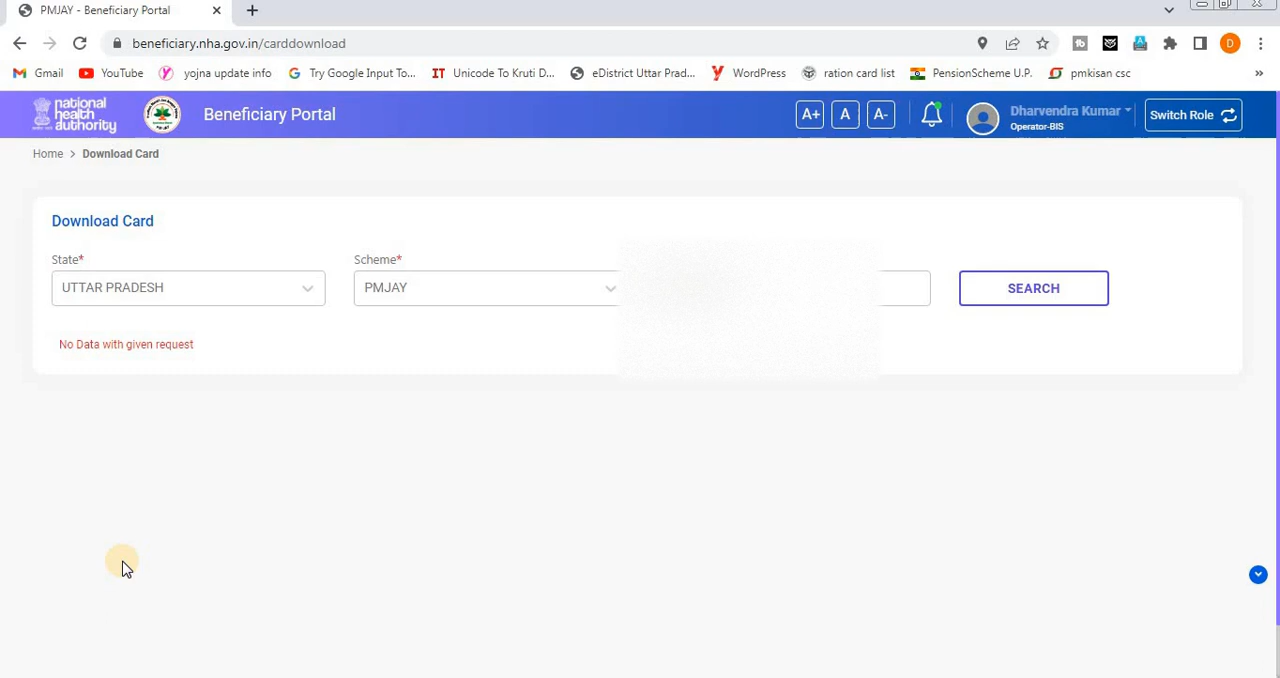 PMJAY - Beneficiary Portal
beneficiary.nha.gov.in/carddownload
D
Gmail YouTube yojna update info Try Google Input To... Unicode To Kruti D... eDistrict Uttar Prad... WordPress ration card list PensionScheme U.P. pmkisan csc »
national health authority
Beneficiary Portal
A+ A A-
Dharvendra Kumar
Operator-BIS
Switch Role
Home > Download Card
Download Card
State* Scheme*
UTTAR PRADESH PMJAY SEARCH
No Data with given request